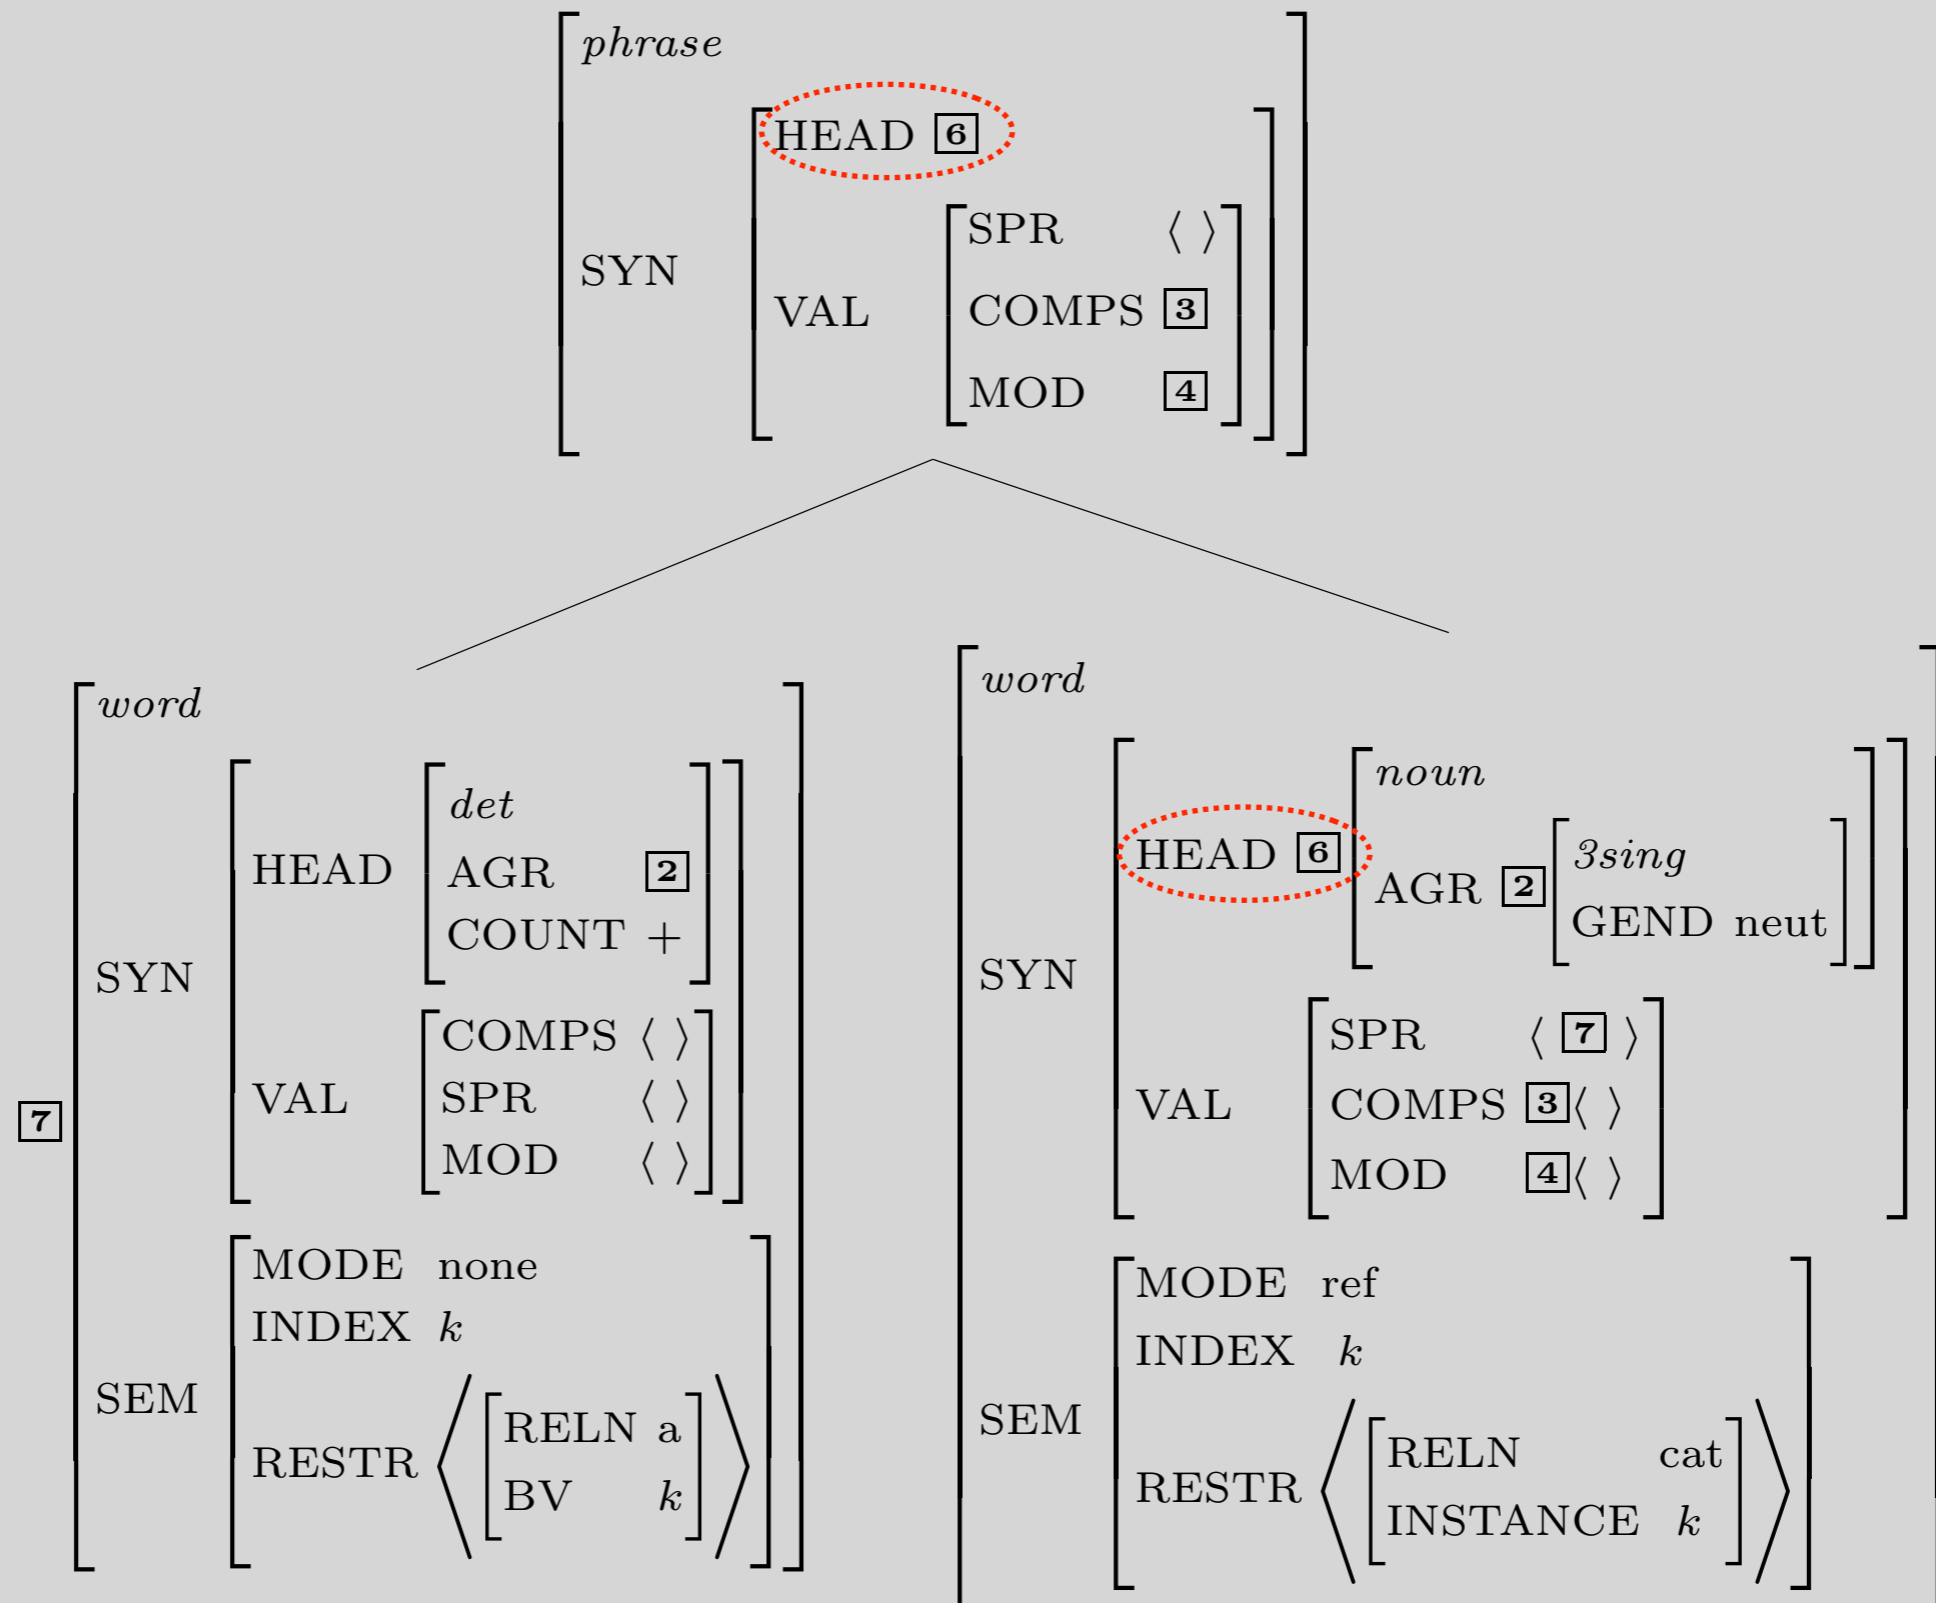 phrase
HEAD 6
SYN
SPR ⟨ ⟩
VAL
COMPS 3
MOD 4
7
word
SYN
HEAD
det
AGR 2
COUNT +
VAL
COMPS ⟨ ⟩
SPR ⟨ ⟩
MOD ⟨ ⟩
SEM
MODE none
INDEX k
RESTR
RELN a
BV k
word
SYN
HEAD 6
noun
AGR 2
3sing
GEND neut
VAL
SPR ⟨ 7 ⟩
COMPS 3⟨ ⟩
MOD 4⟨ ⟩
SEM
MODE ref
INDEX k
RESTR
RELN cat
INSTANCE k